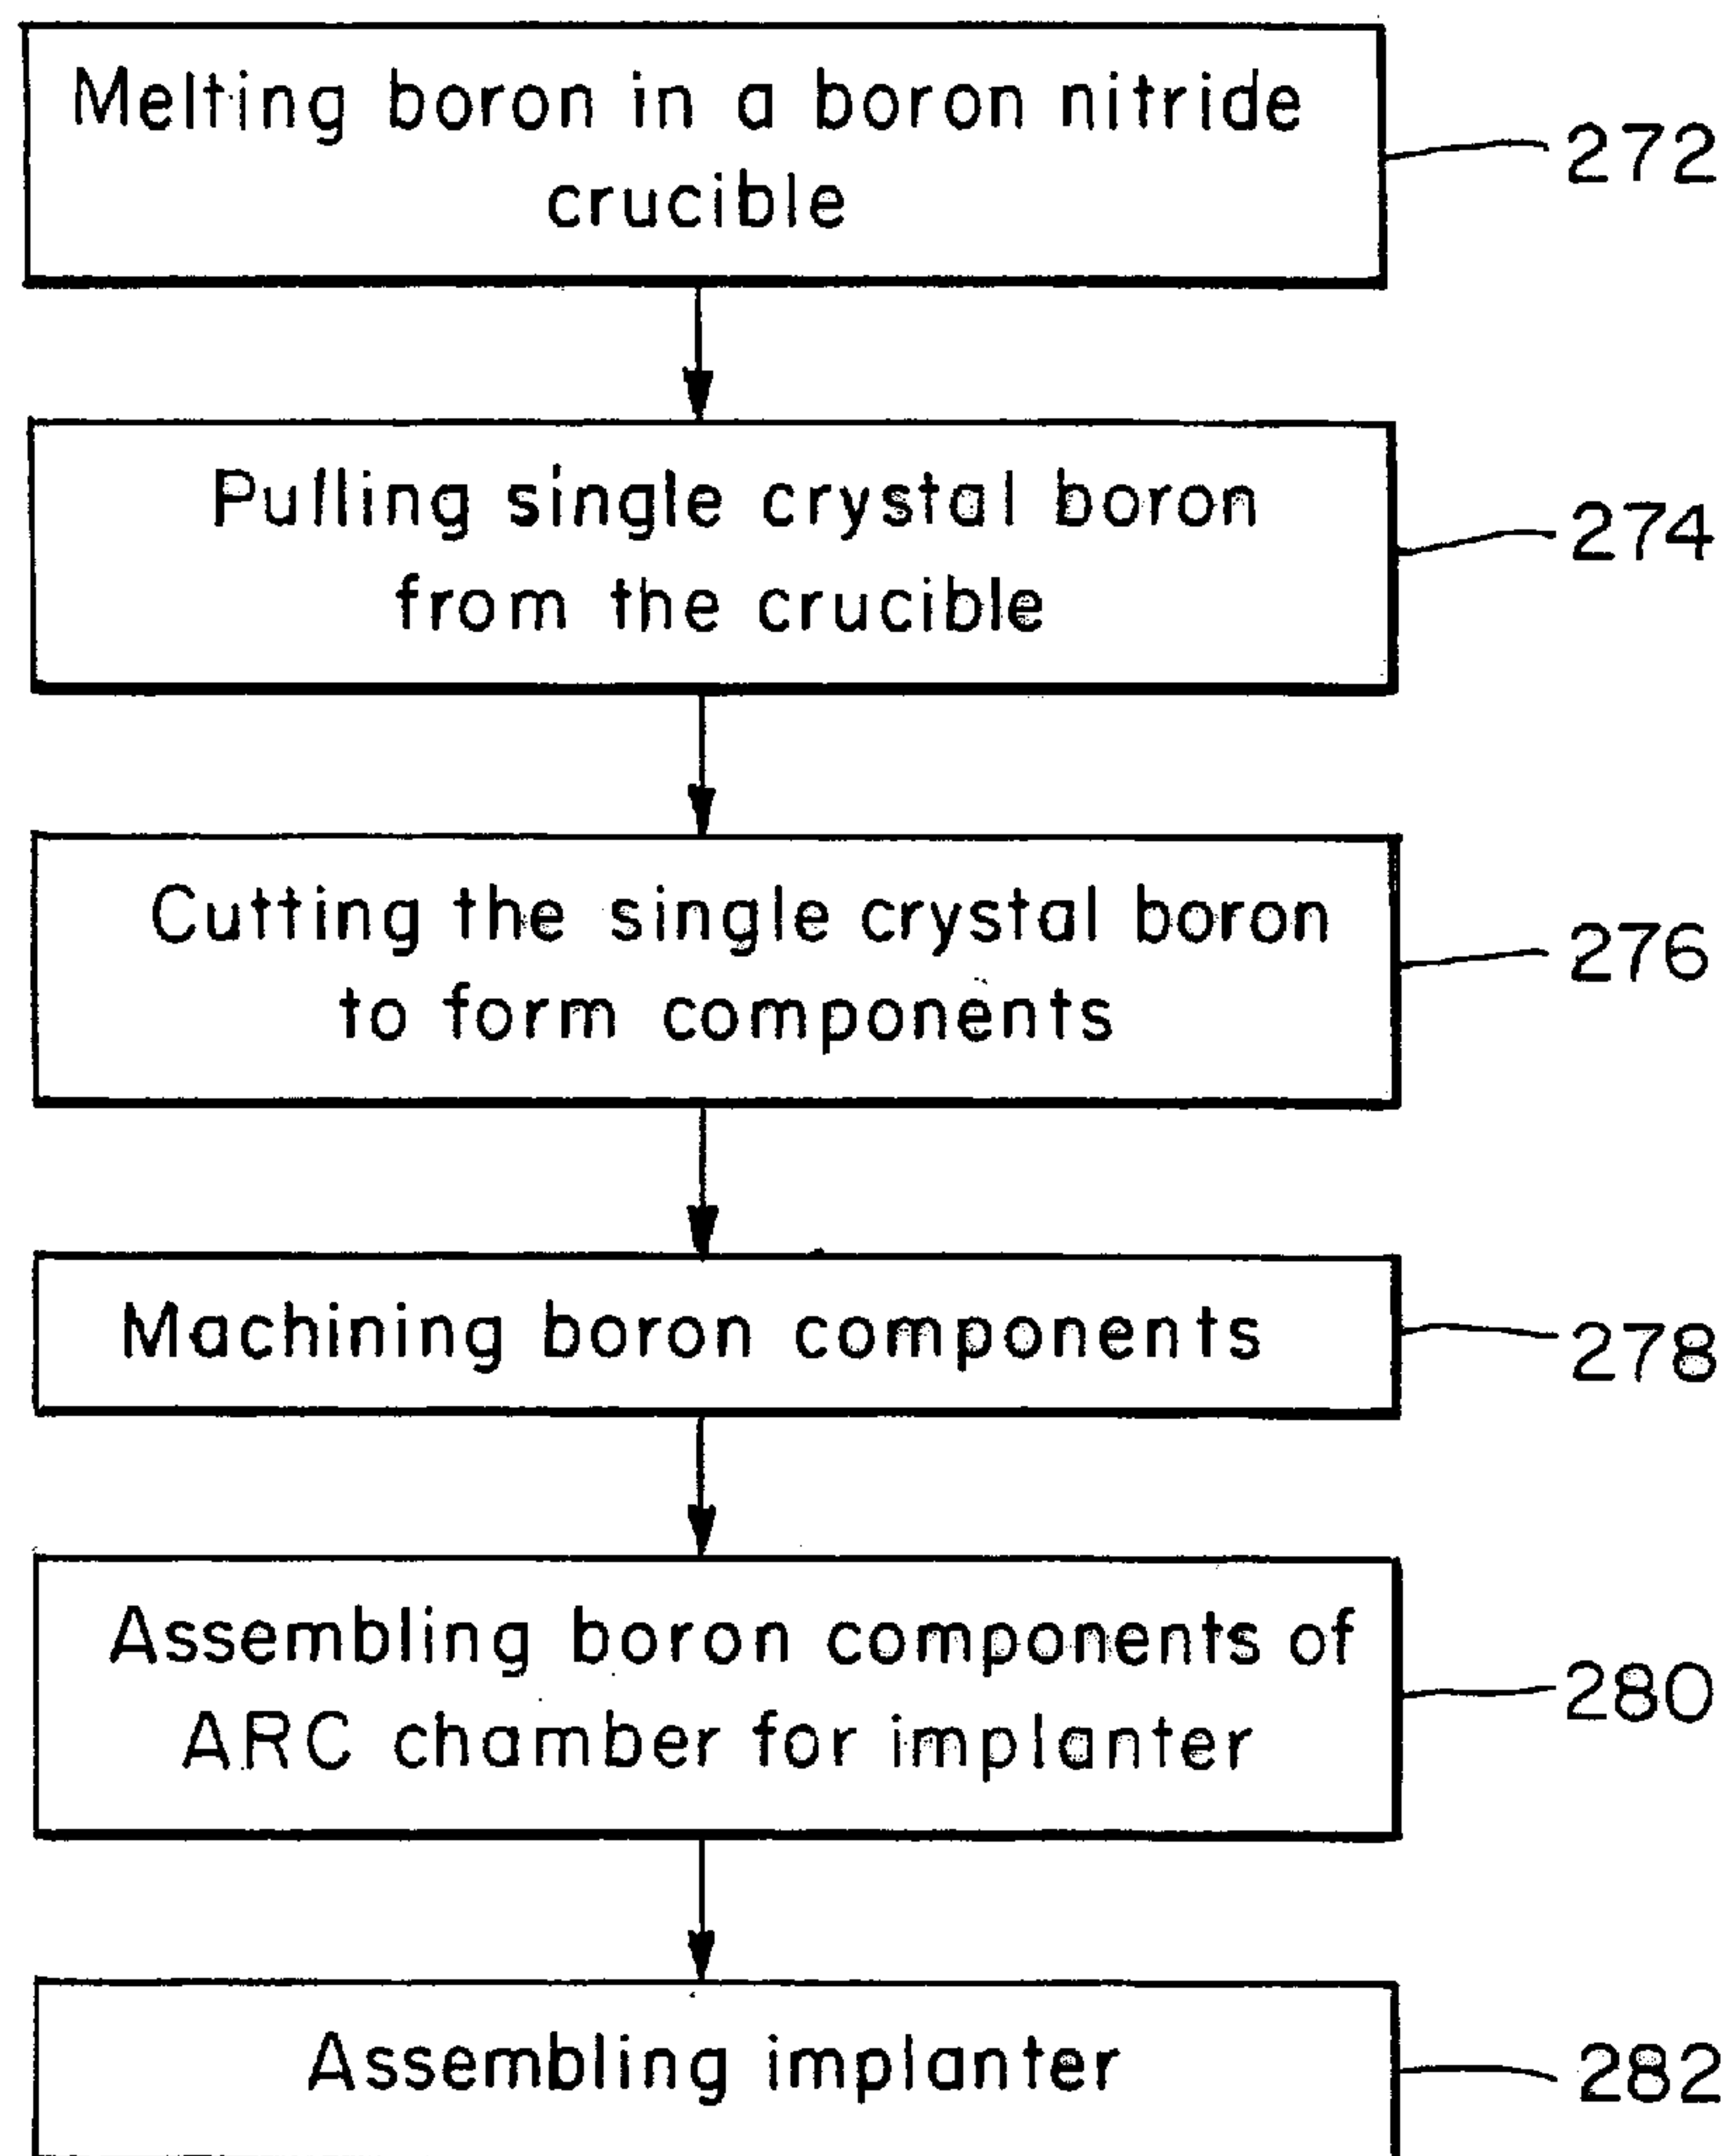 Melting boron in a boron nitride
crucible
272
Pulling single crystal boron
from the crucible
274
Cutting the single crystal boron
to form components
276
Machining boron components
278
Assembling boron components of
ARC chamber for implanter
280
Assembling implanter
282